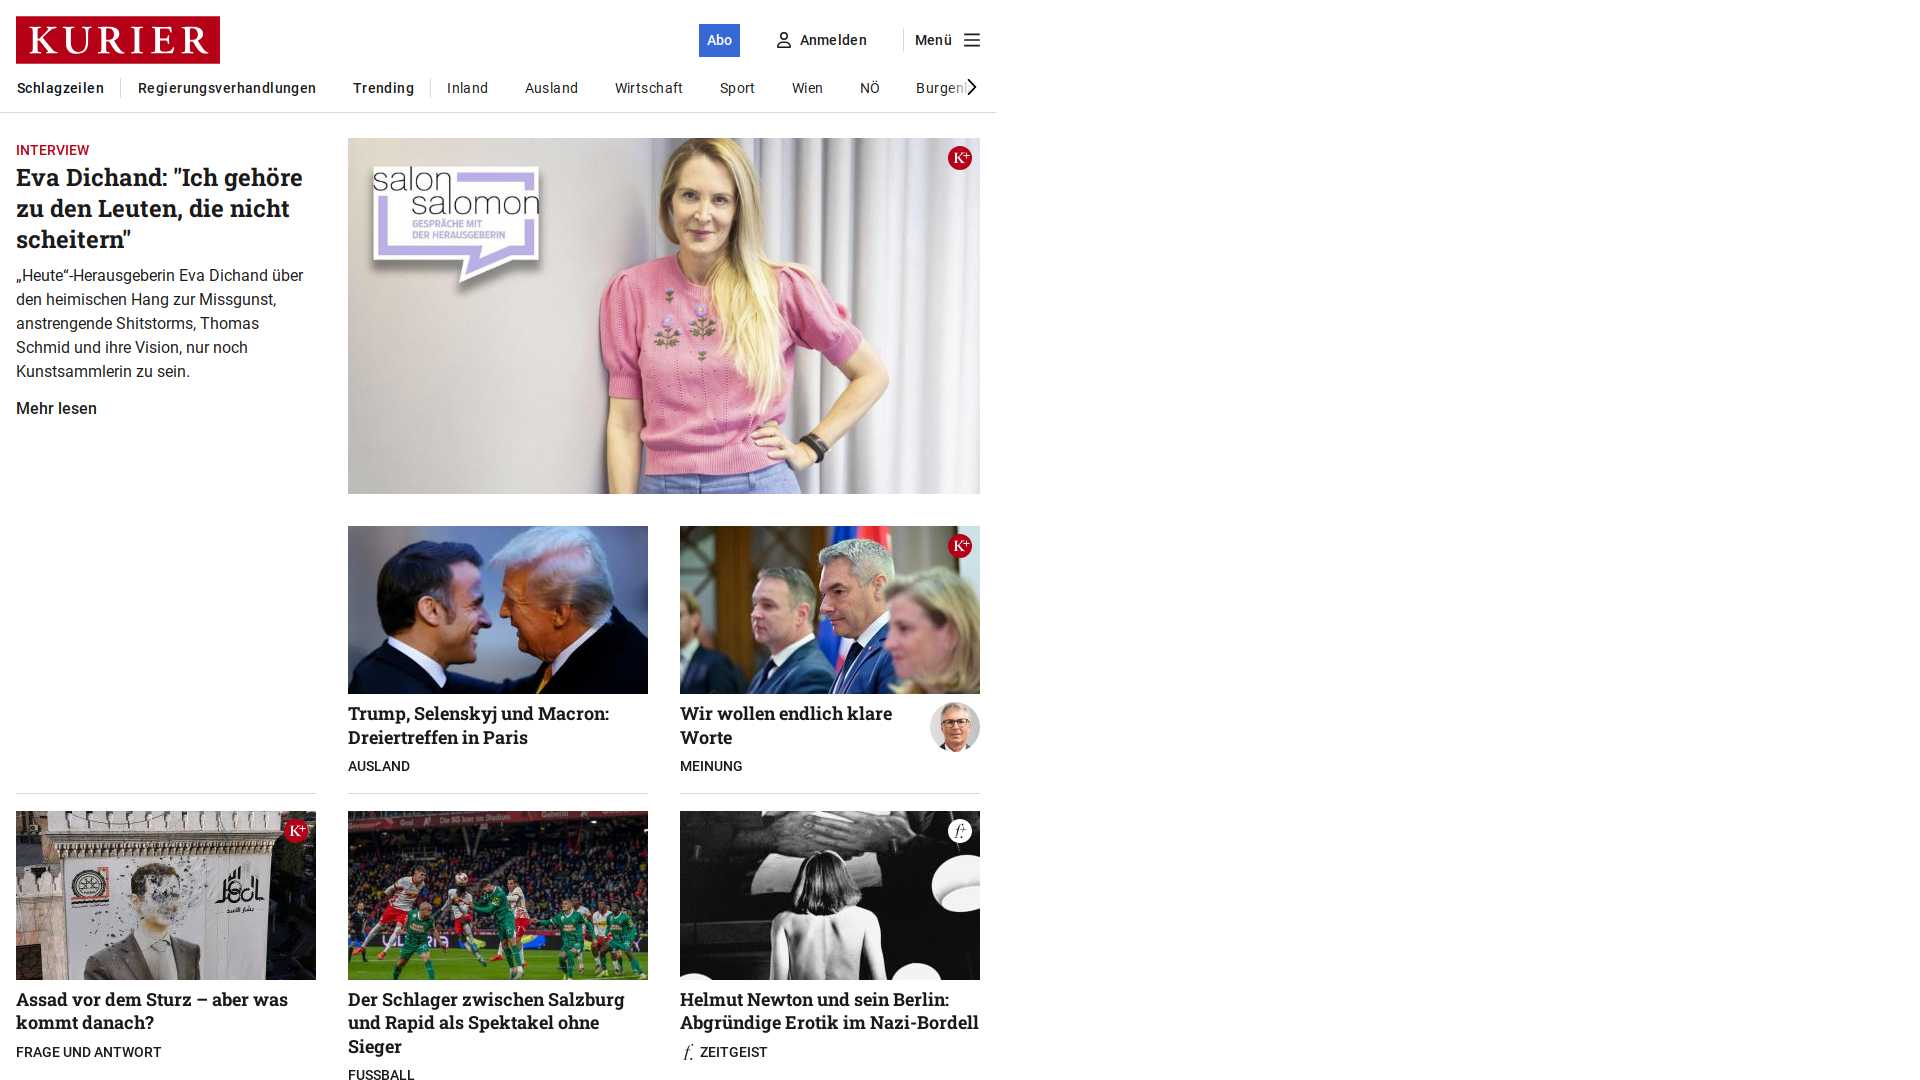 KURIER
Abo
Anmelden
Menü
Schlagzeilen
Regierungsverhandlungen
Trending
Inland
Ausland
Wirtschaft
Sport
Wien
NÖ
INTERVIEW
Eva Dichand: "Ich gehöre
zu den Leuten, die nicht
scheitern"
„Heute“-Herausgeberin Eva Dichand über
den heimischen Hang zur Missgunst,
anstrengende Shitstorms, Thomas
Schmid und ihre Vision, nur noch
Kunstsammlerin zu sein.
Mehr lesen
salon
salomon
GESPRÄCHE MIT
DER HERAUSGEBERIN
K+
K+
Trump, Selenskyj und Macron:
Dreiertreffen in Paris
AUSLAND
Wir wollen endlich klare
Worte
MEINUNG
K+
f+
Assad vor dem Sturz – aber was
kommt danach?
FRAGE UND ANTWORT
Der Schlager zwischen Salzburg
und Rapid als Spektakel ohne
Sieger
FUSSBALL
Helmut Newton und sein Berlin:
Abgründige Erotik im Nazi-Bordell
f. ZEITGEIST